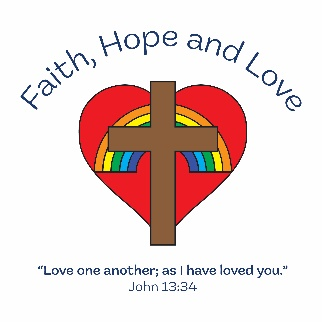 Faith, Hope and Love
“Love one another; as I have loved you.”
John 13:34